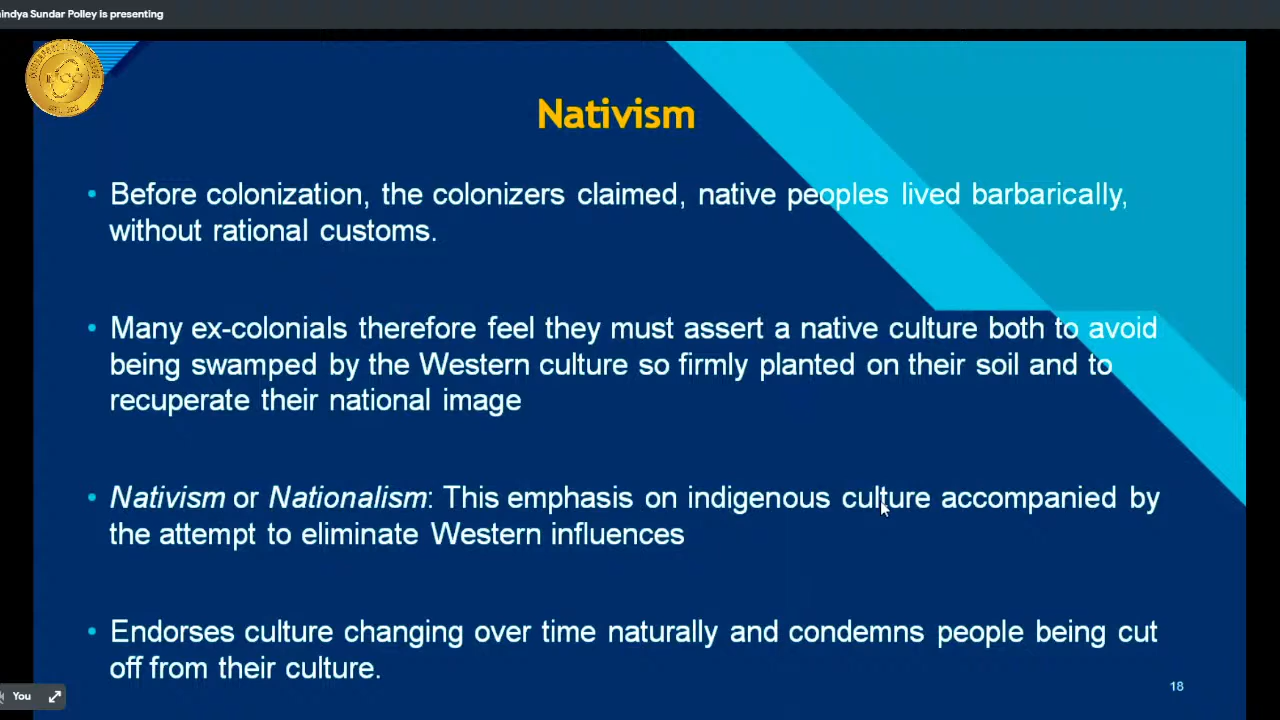 indya Sundar Polley is presenting
Nativism
• Before colonization, the colonizers claimed, native peoples lived barbarically,
without rational customs.
• Many ex-colonials therefore feel they must assert a native culture both to avoid
being swamped by the Western culture so firmly planted on their soil and to
recuperate their national image
• Nativism or Nationalism: This emphasis on indigenous culture accompanied by
the attempt to eliminate Western influences
• Endorses culture changing over time naturally and condemns people being cut
off from their culture.
18
You